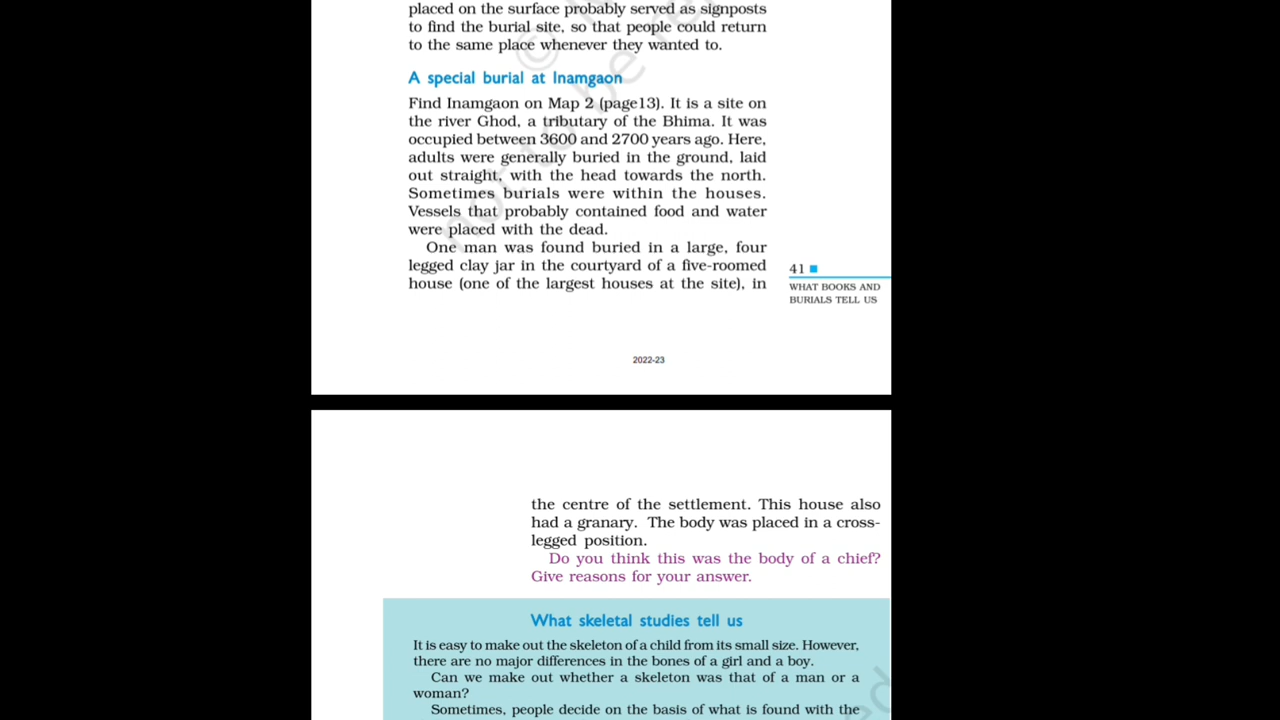 placed on the surface probably served as signposts
to find the burial site, so that people could return
to the same place whenever they wanted to.
A special burial at Inamgaon
Find Inamgaon on Map 2 (page13). It is a site on
the river Ghod, a tributary of the Bhima. It was
occupied between 3600 and 2700 years ago. Here,
adults were generally buried in the ground, laid
out straight, with the head towards the north.
Sometimes burials were within the houses.
Vessels that probably contained food and water
were placed with the dead.
One man was found buried in a large, four
legged clay jar in the courtyard of a five-roomed
house (one of the largest houses at the site), in
41
WHAT BOOKS AND
BURIALS TELL US
2022-23
the centre of the settlement. This house also
had a granary. The body was placed in a cross-
legged position.
Do you think this was the body of a chief?
Give reasons for your answer.
What skeletal studies tell us
It is easy to make out the skeleton of a child from its small size. However,
there are no major differences in the bones of a girl and a boy.
Can we make out whether a skeleton was that of a man or a
woman?
Sometimes, people decide on the basis of what is found with the